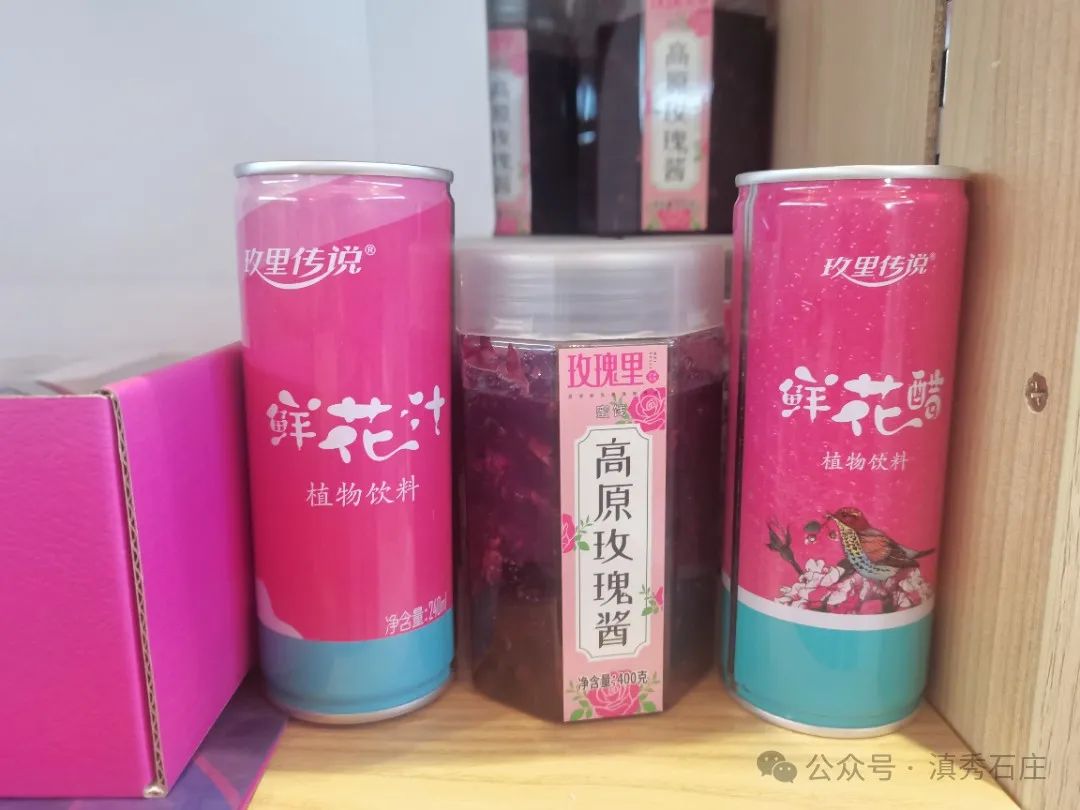 高原玫瑰酱
玫里传说®
鲜花汁
植物饮料
净含量:240ml
玫瑰里
蜜饯
高原玫瑰酱
净含量:400克
玫里传说®
鲜花醋
植物饮料
公众号·滇秀石庄